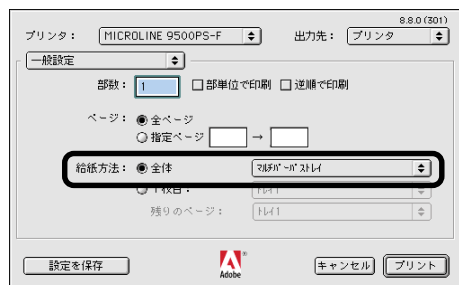 8.8.0 (301)
プリンタ： MICROLINE 9500PS-F 出力先： プリンタ
一般設定
部数： 1 部単位で印刷 逆順で印刷
ページ： 全ページ
指定ページ →
給紙方法： 全体 ﾏﾙﾁﾊﾟｰﾊﾟｽﾄﾚｲ
1 枚目： ﾄﾚｲ1
残りのページ： ﾄﾚｲ1
設定を保存 Adobe キャンセル プリント